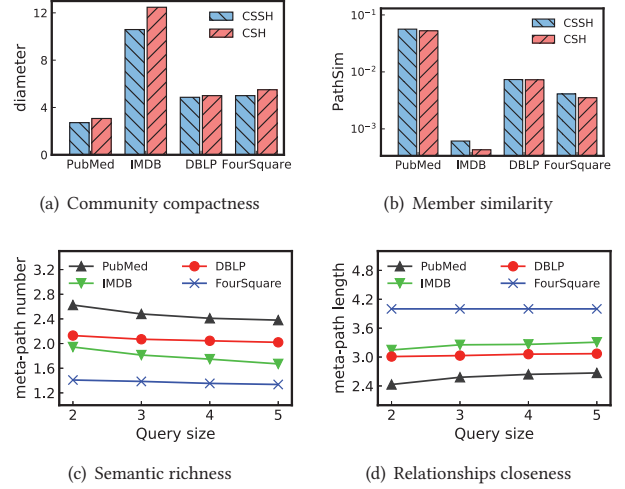 12
8
4
0
diameter
CSSH
CSH
PubMed IMDB DBLP FourSquare
(a) Community compactness
10⁻¹
10⁻²
10⁻³
PathSim
CSSH
CSH
PubMed IMDB DBLP FourSquare
(b) Member similarity
3.2
2.8
2.4
2.0
1.6
1.2
meta-path number
PubMed DBLP
IMDB FourSquare
2 3 4 5
Query size
(c) Semantic richness
4.8
4.2
3.6
3.0
2.4
meta-path length
PubMed DBLP
IMDB FourSquare
2 3 4 5
Query size
(d) Relationships closeness